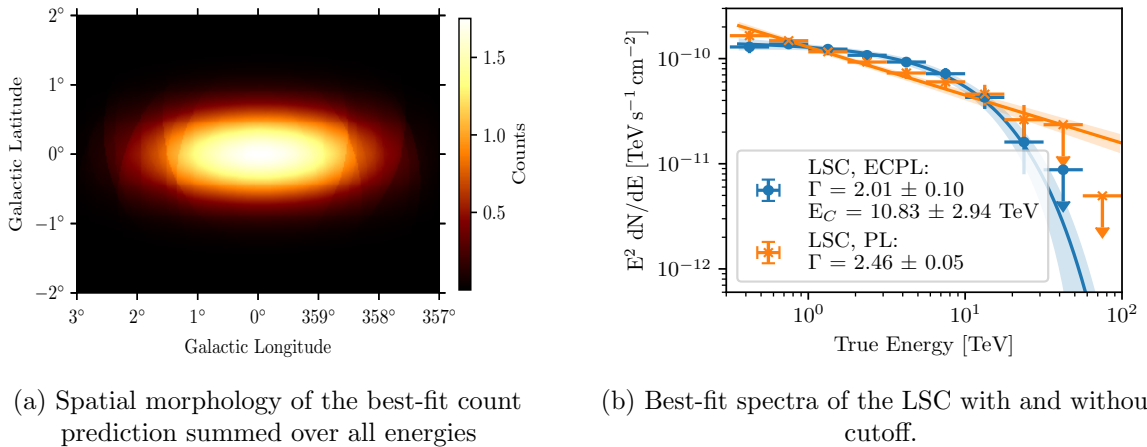 2°
1°
0°
−1°
−2°
Galactic Latitude
3°
2°
1°
0°
359°
358°
357°
Galactic Longitude
1.5
1.0
0.5
Counts
(a) Spatial morphology of the best-fit count
prediction summed over all energies
E² dN/dE [TeV s⁻¹ cm⁻²]
10⁻¹⁰
10⁻¹¹
10⁻¹²
LSC, ECPL:
Γ = 2.01 ± 0.10
E_C = 10.83 ± 2.94 TeV
LSC, PL:
Γ = 2.46 ± 0.05
10⁰
10¹
10²
True Energy [TeV]
(b) Best-fit spectra of the LSC with and without
cutoff.